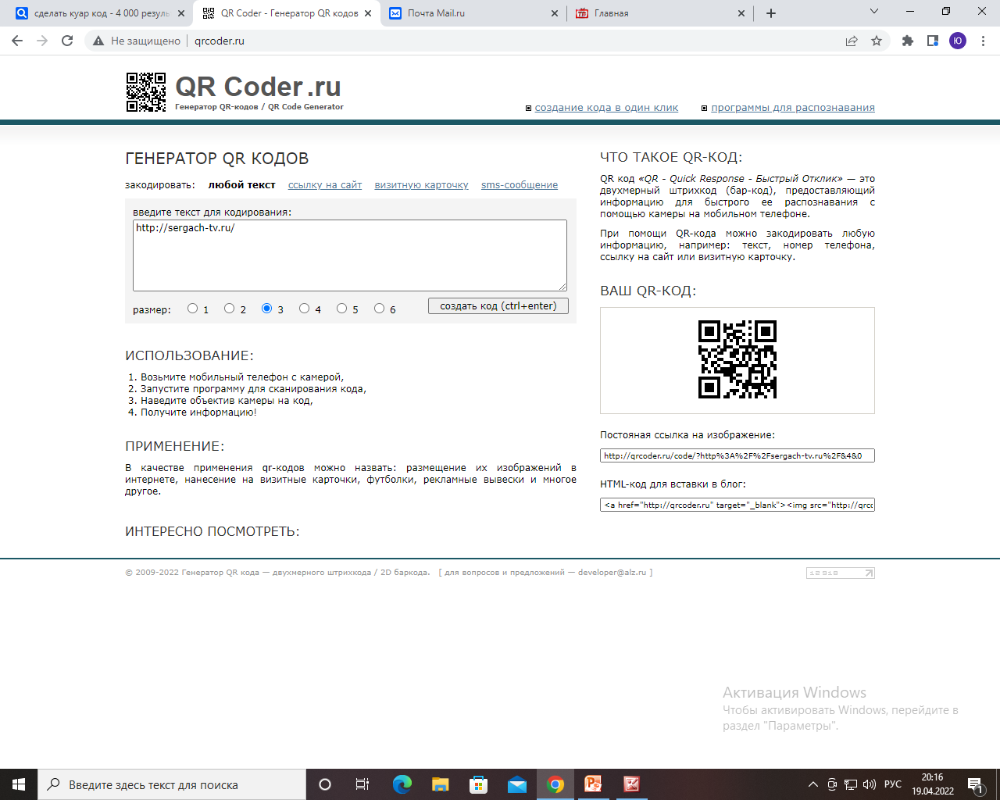 сделать куар код - 4 000 резуль
QR Coder - Генератор QR кодов
Почта Mail.ru
Главная
Не защищено
qrcoder.ru
Ю
QR Coder.ru
Генератор QR-кодов / QR Code Generator
создание кода в один клик
программы для распознавания
ГЕНЕРАТОР QR КОДОВ
закодировать: любой текст ссылку на сайт визитную карточку sms-сообщение
введите текст для кодирования:
http://sergach-tv.ru/
размер: 1 2 3 4 5 6
создать код (ctrl+enter)
ИСПОЛЬЗОВАНИЕ:
1. Возьмите мобильный телефон с камерой,
2. Запустите программу для сканирования кода,
3. Наведите объектив камеры на код,
4. Получите информацию!
ПРИМЕНЕНИЕ:
В качестве применения qr-кодов можно назвать: размещение их изображений в
интернете, нанесение на визитные карточки, футболки, рекламные вывески и многое
другое.
ИНТЕРЕСНО ПОСМОТРЕТЬ:
ЧТО ТАКОЕ QR-КОД:
QR код «QR - Quick Response - Быстрый Отклик» — это
двухмерный штрихкод (бар-код), предоставляющий
информацию для быстрого ее распознавания с
помощью камеры на мобильном телефоне.
При помощи QR-кода можно закодировать любую
информацию, например: текст, номер телефона,
ссылку на сайт или визитную карточку.
ВАШ QR-КОД:
Постояная ссылка на изображение:
http://qrcoder.ru/code/?http%3A%2F%2Fsergach-tv.ru%2F&4&0
HTML-код для вставки в блог:
<a href="http://qrcoder.ru" target="_blank"><img src="http://qrcc
© 2009-2022 Генератор QR кода — двухмерного штрихкода / 2D баркода. [ для вопросов и предложений — developer@alz.ru ]
12 918
Активация Windows
Чтобы активировать Windows, перейдите в
раздел "Параметры".
Введите здесь текст для поиска
РУС
20:16
19.04.2022
1